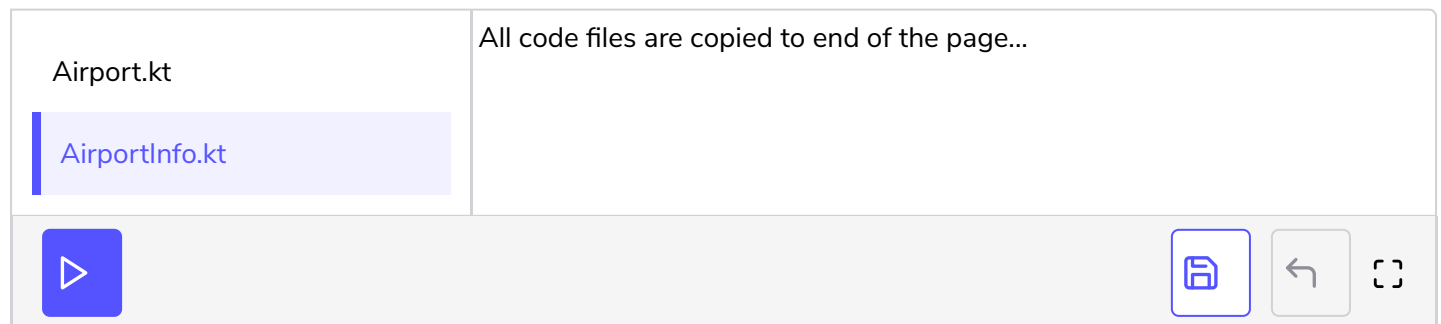 All code files are copied to end of the page...
Airport.kt
AirportInfo.kt